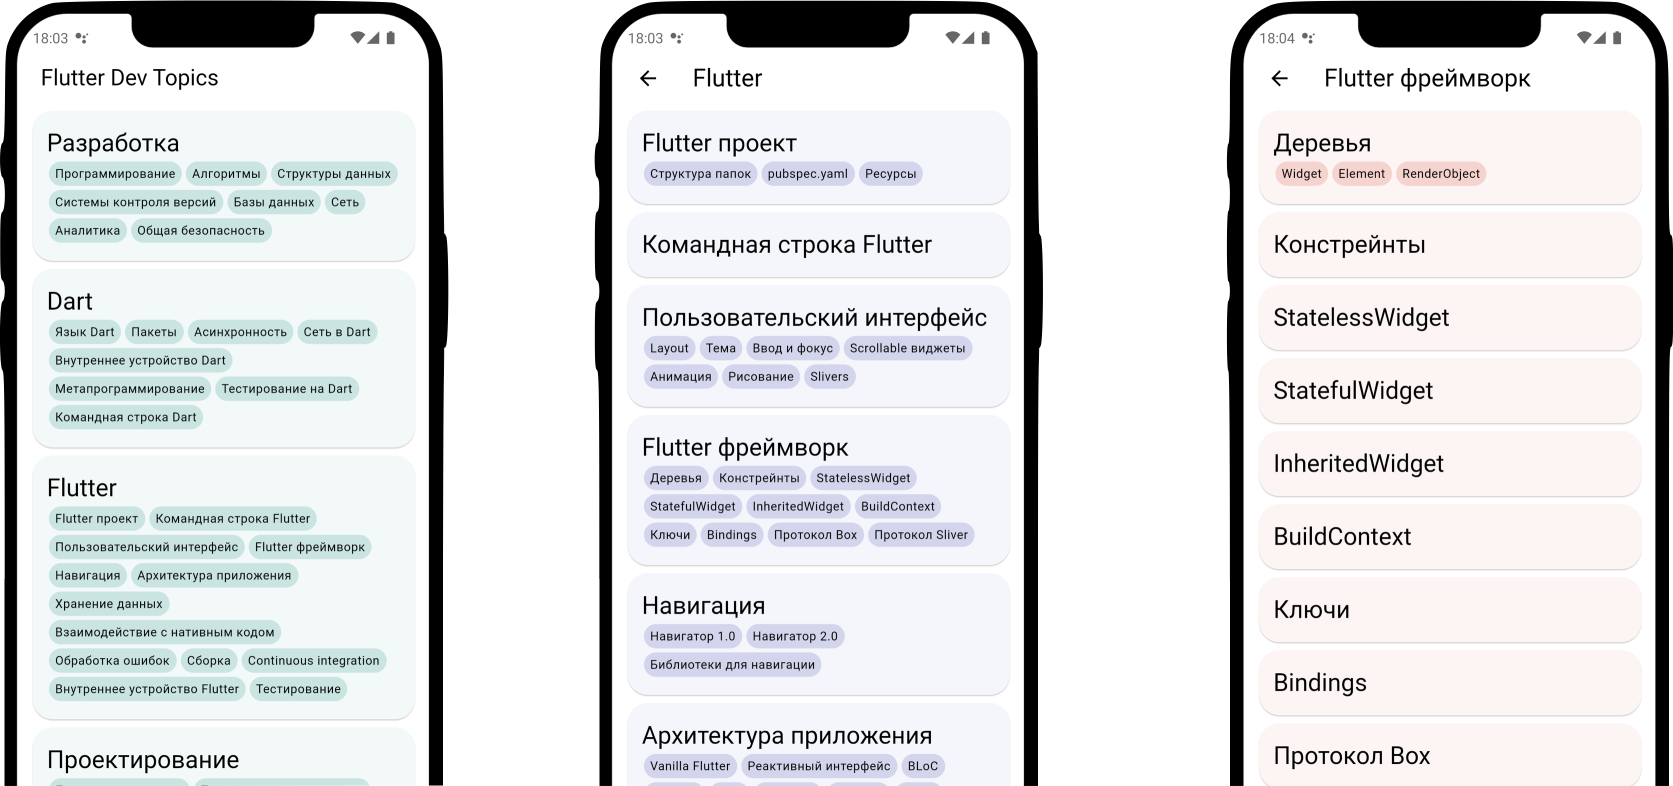 18:03
Flutter Dev Topics
Разработка
Программирование Алгоритмы Структуры данных
Системы контроля версий Базы данных Сеть
Аналитика Общая безопасность
Dart
Язык Dart Пакеты Асинхронность Сеть в Dart
Внутреннее устройство Dart
Метапрограммирование Тестирование на Dart
Командная строка Dart
Flutter
Flutter проект Командная строка Flutter
Пользовательский интерфейс Flutter фреймворк
Навигация Архитектура приложения
Хранение данных
Взаимодействие с нативным кодом
Обработка ошибок Сборка Continuous integration
Внутреннее устройство Flutter Тестирование
Проектирование
18:03
Flutter
Flutter проект
Структура папок pubspec.yaml Ресурсы
Командная строка Flutter
Пользовательский интерфейс
Layout Тема Ввод и фокус Scrollable виджеты
Анимация Рисование Slivers
Flutter фреймворк
Деревья Констрейнты StatelessWidget
StatefulWidget InheritedWidget BuildContext
Ключи Bindings Протокол Box Протокол Sliver
Навигация
Навигатор 1.0 Навигатор 2.0
Библиотеки для навигации
Архитектура приложения
Vanilla Flutter Реактивный интерфейс BLoC
18:04
Flutter фреймворк
Деревья
Widget Element RenderObject
Констрейнты
StatelessWidget
StatefulWidget
InheritedWidget
BuildContext
Ключи
Bindings
Протокол Box